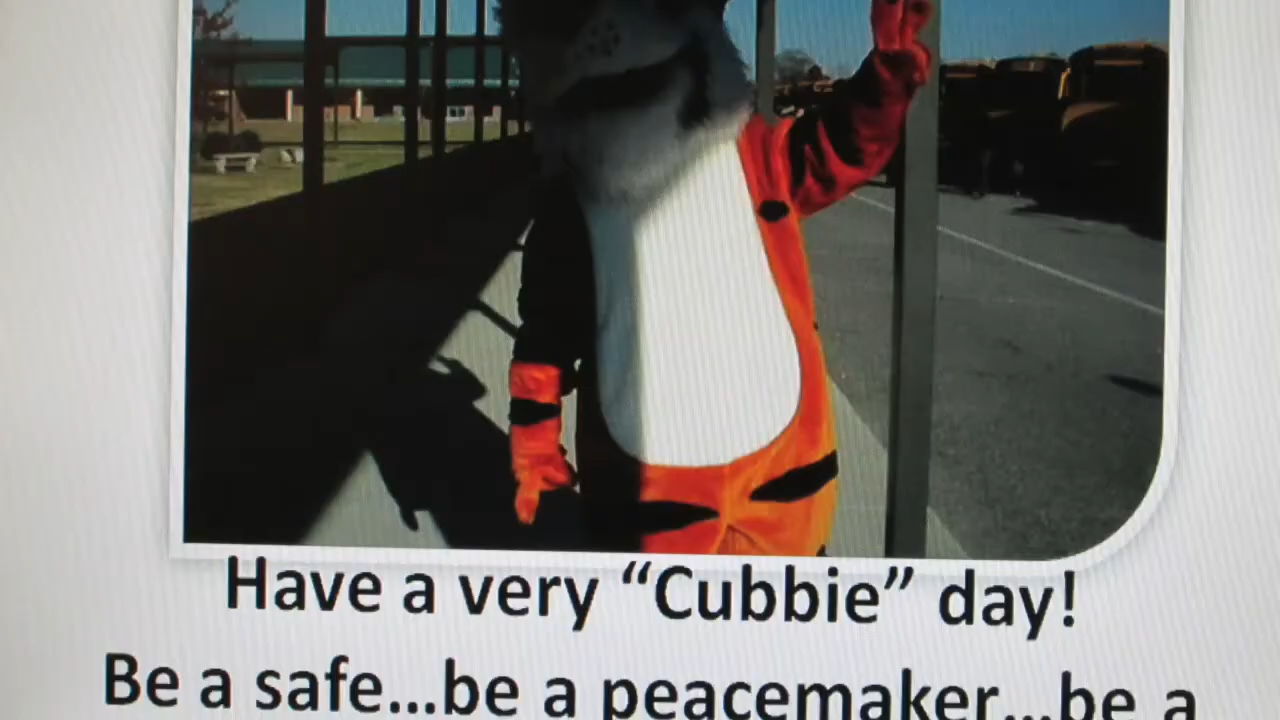 Have a very “Cubbie” day!
Be a safe...be a peacemaker...be a